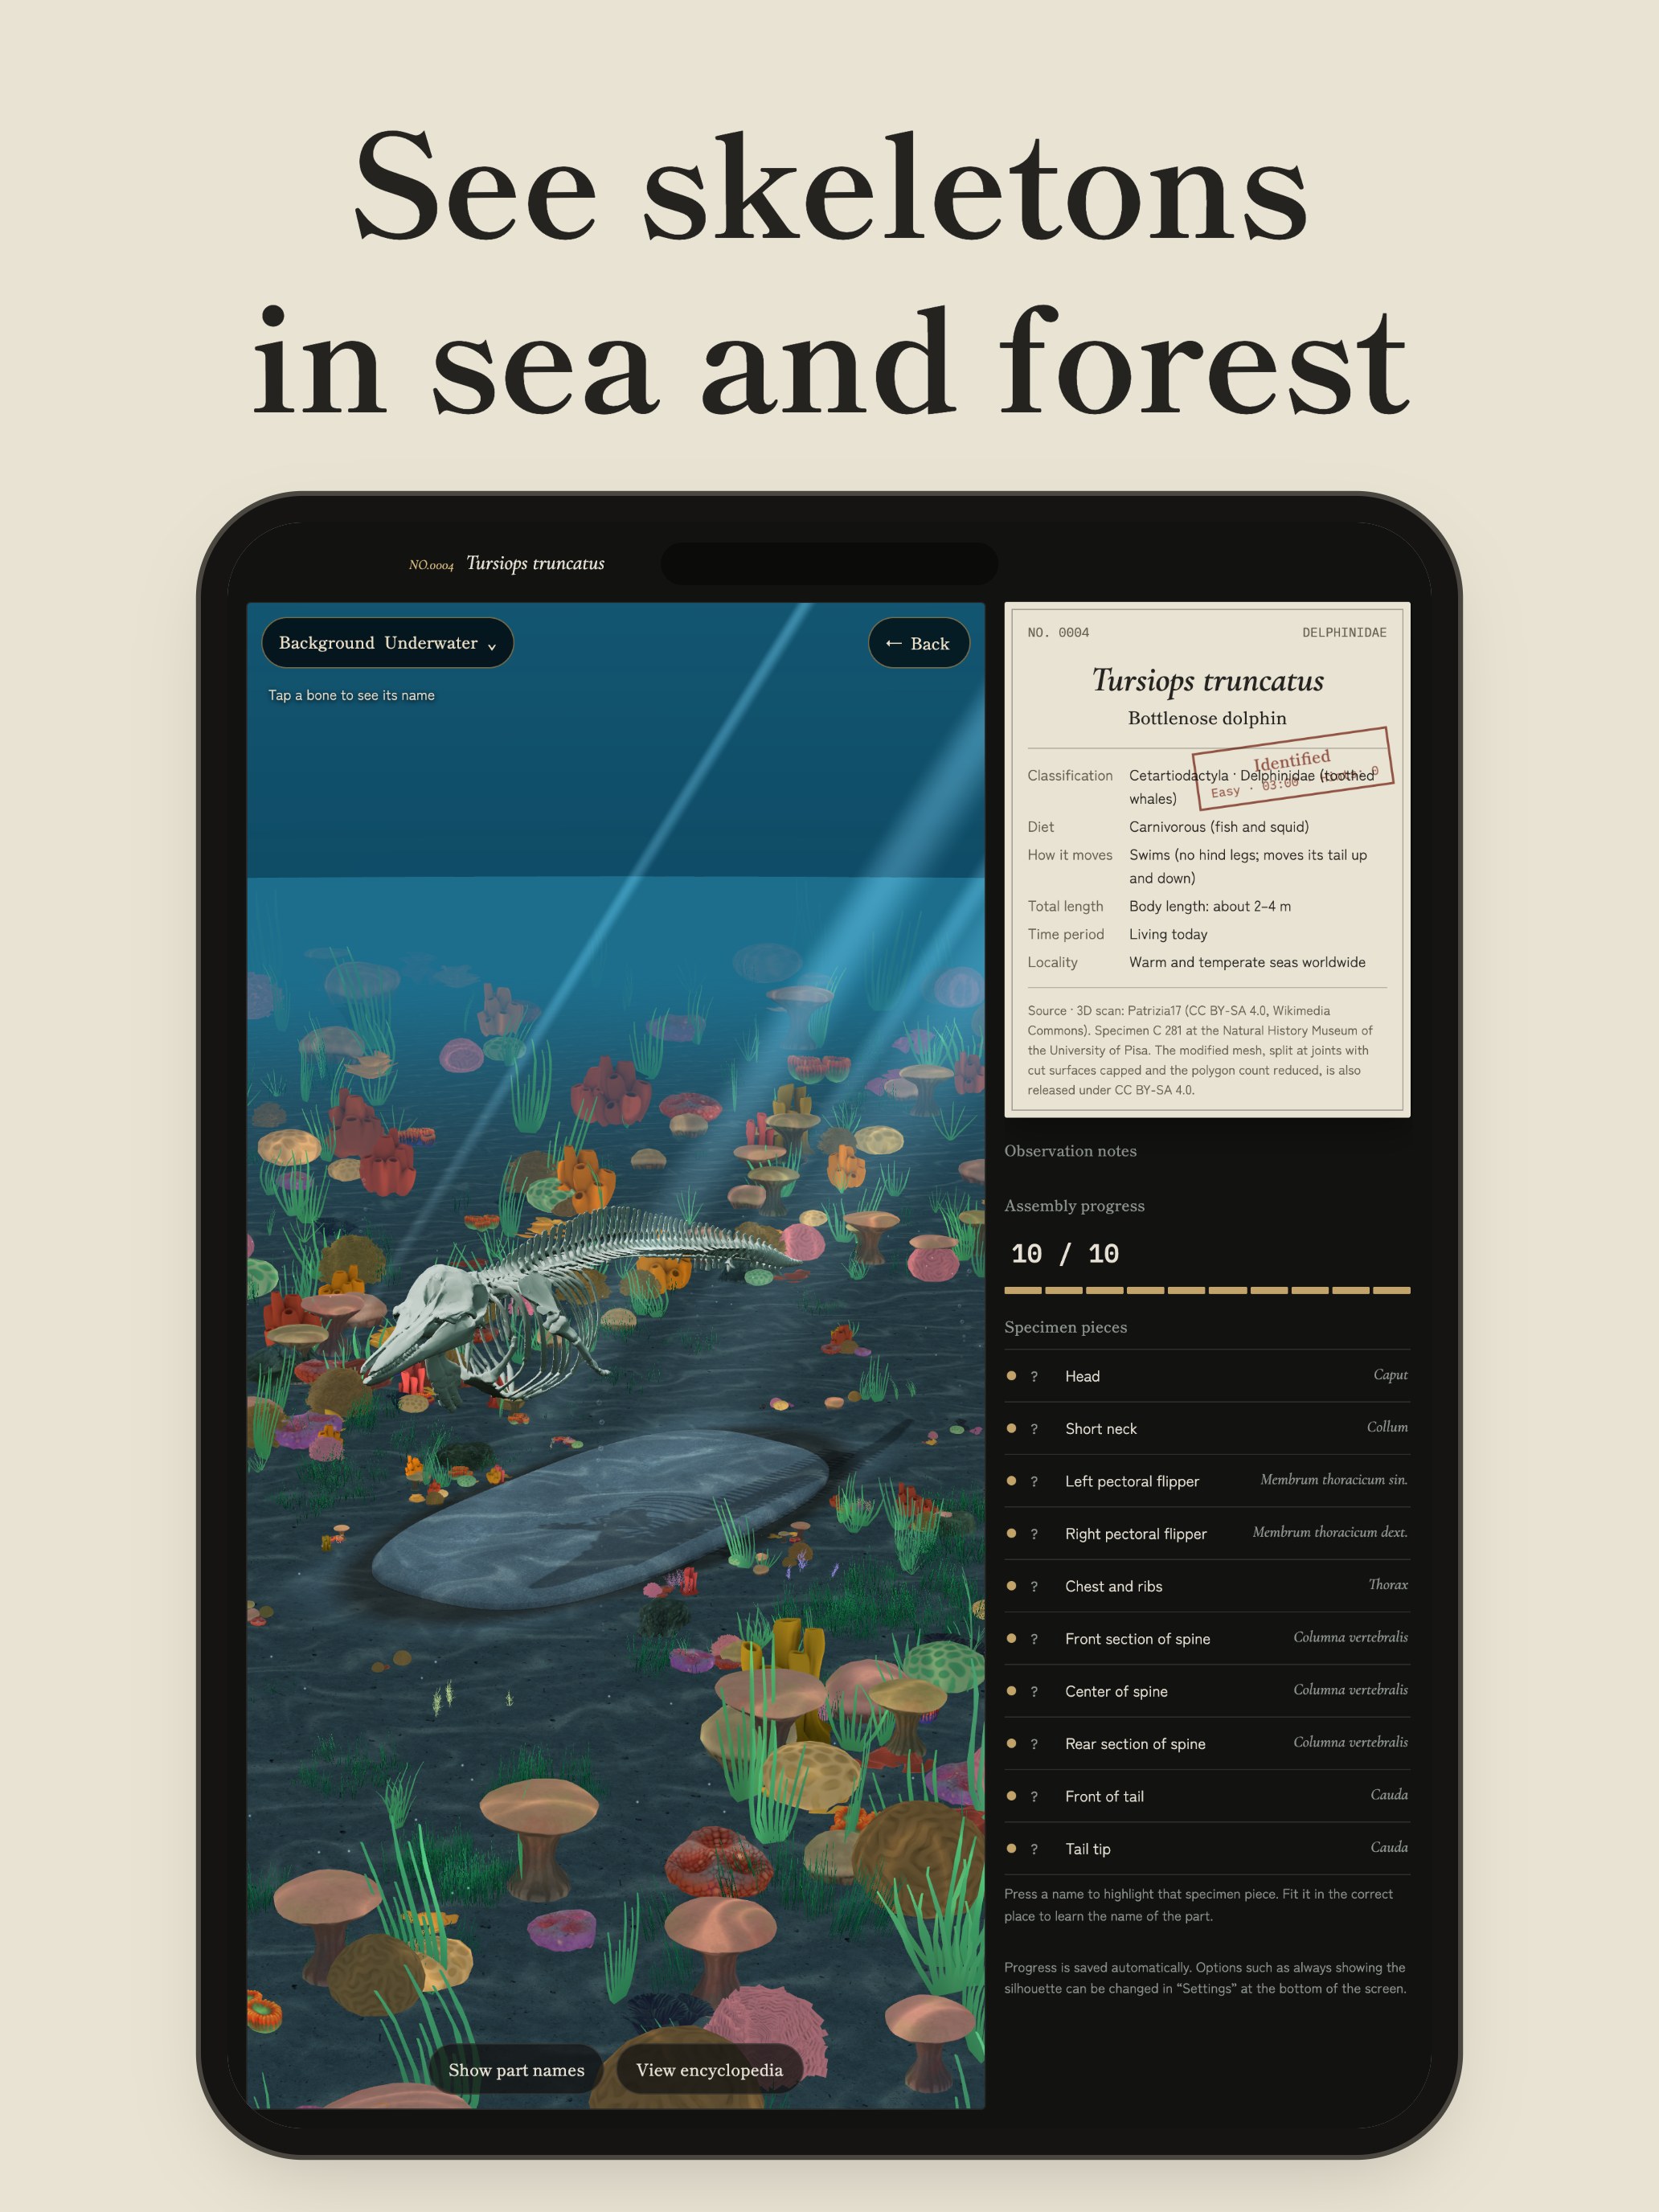 See skeletons
in sea and forest
NO.0004 Tursiops truncatus
Background Underwater
← Back
Tap a bone to see its name
NO. 0004 DELPHINIDAE
Tursiops truncatus
Bottlenose dolphin
Identified
Easy · 03:00 0
Classification Cetartiodactyla · Delphinidae (toothed
whales)
Diet Carnivorous (fish and squid)
How it moves Swims (no hind legs; moves its tail up
and down)
Total length Body length: about 2–4 m
Time period Living today
Locality Warm and temperate seas worldwide
Source · 3D scan: Patrizia17 (CC BY-SA 4.0, Wikimedia
Commons). Specimen C 281 at the Natural History Museum of
the University of Pisa. The modified mesh, split at joints with
cut surfaces capped and the polygon count reduced, is also
released under CC BY-SA 4.0.
Observation notes
Assembly progress
10 / 10
Specimen pieces
? Head Caput
? Short neck Collum
? Left pectoral flipper Membrum thoracicum sin.
? Right pectoral flipper Membrum thoracicum dext.
? Chest and ribs Thorax
? Front section of spine Columna vertebralis
? Center of spine Columna vertebralis
? Rear section of spine Columna vertebralis
? Front of tail Cauda
? Tail tip Cauda
Press a name to highlight that specimen piece. Fit it in the correct
place to learn the name of the part.
Progress is saved automatically. Options such as always showing the
silhouette can be changed in “Settings” at the bottom of the screen.
Show part names
View encyclopedia